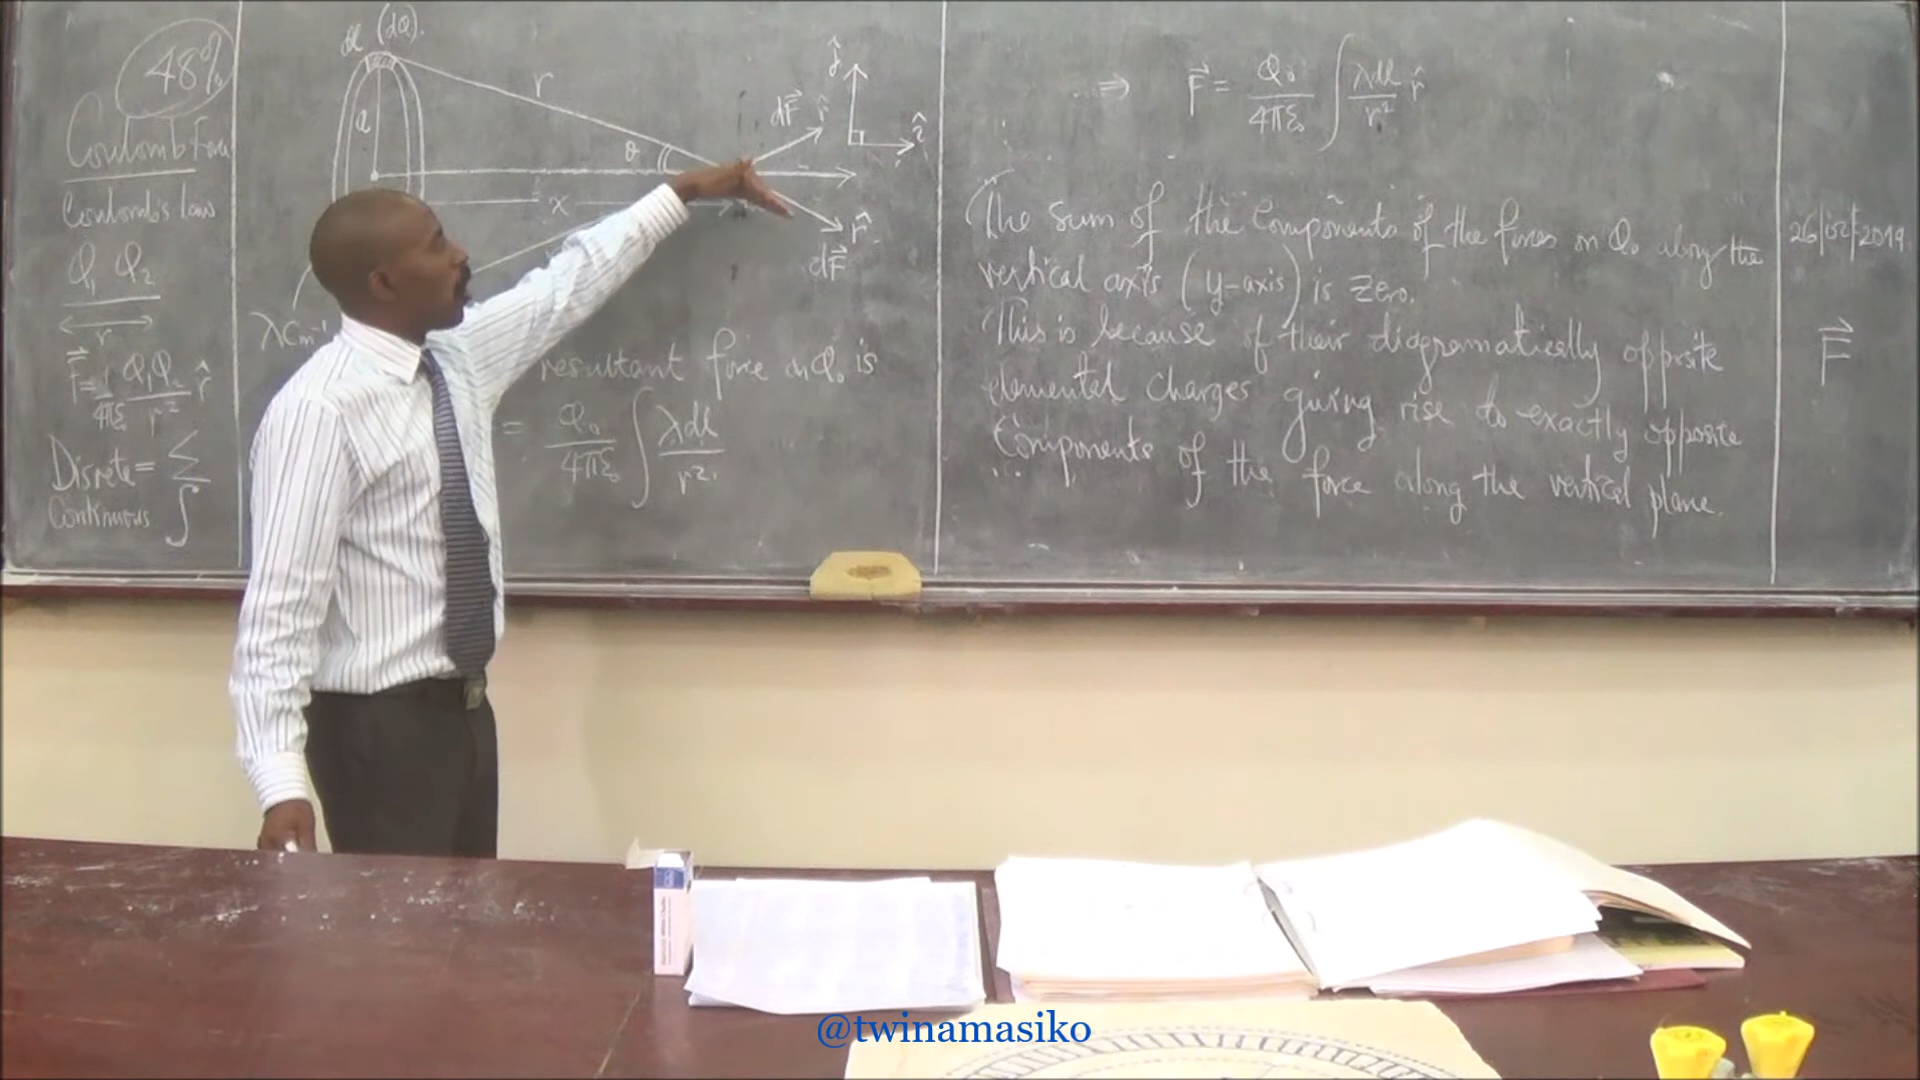 48%
Coulomb Force
Coulomb's law
Q₁ Q₂
r
F⃗ = 1/4πε₀ Q₁Q₂/r² r̂
Discrete = Σ
Continuous ∫
dl (dQ).
a
r
θ
x
dF⃗ r̂
ĵ
î
r̂
dF⃗
λCm⁻¹
resultant force on Q₀ is
= Q₀/4πε₀ ∫ λdl/r²
⇒ F⃗ = Q₀/4πε₀ ∫ λdl/r² r̂
The sum of the components of the forces on Q₀ along the
vertical axis (y-axis) is zero.
This is because of their diagramatically opposite
elemental charges giving rise to exactly opposite
Components of the force along the vertical plane.
F⃗
@twinamasiko